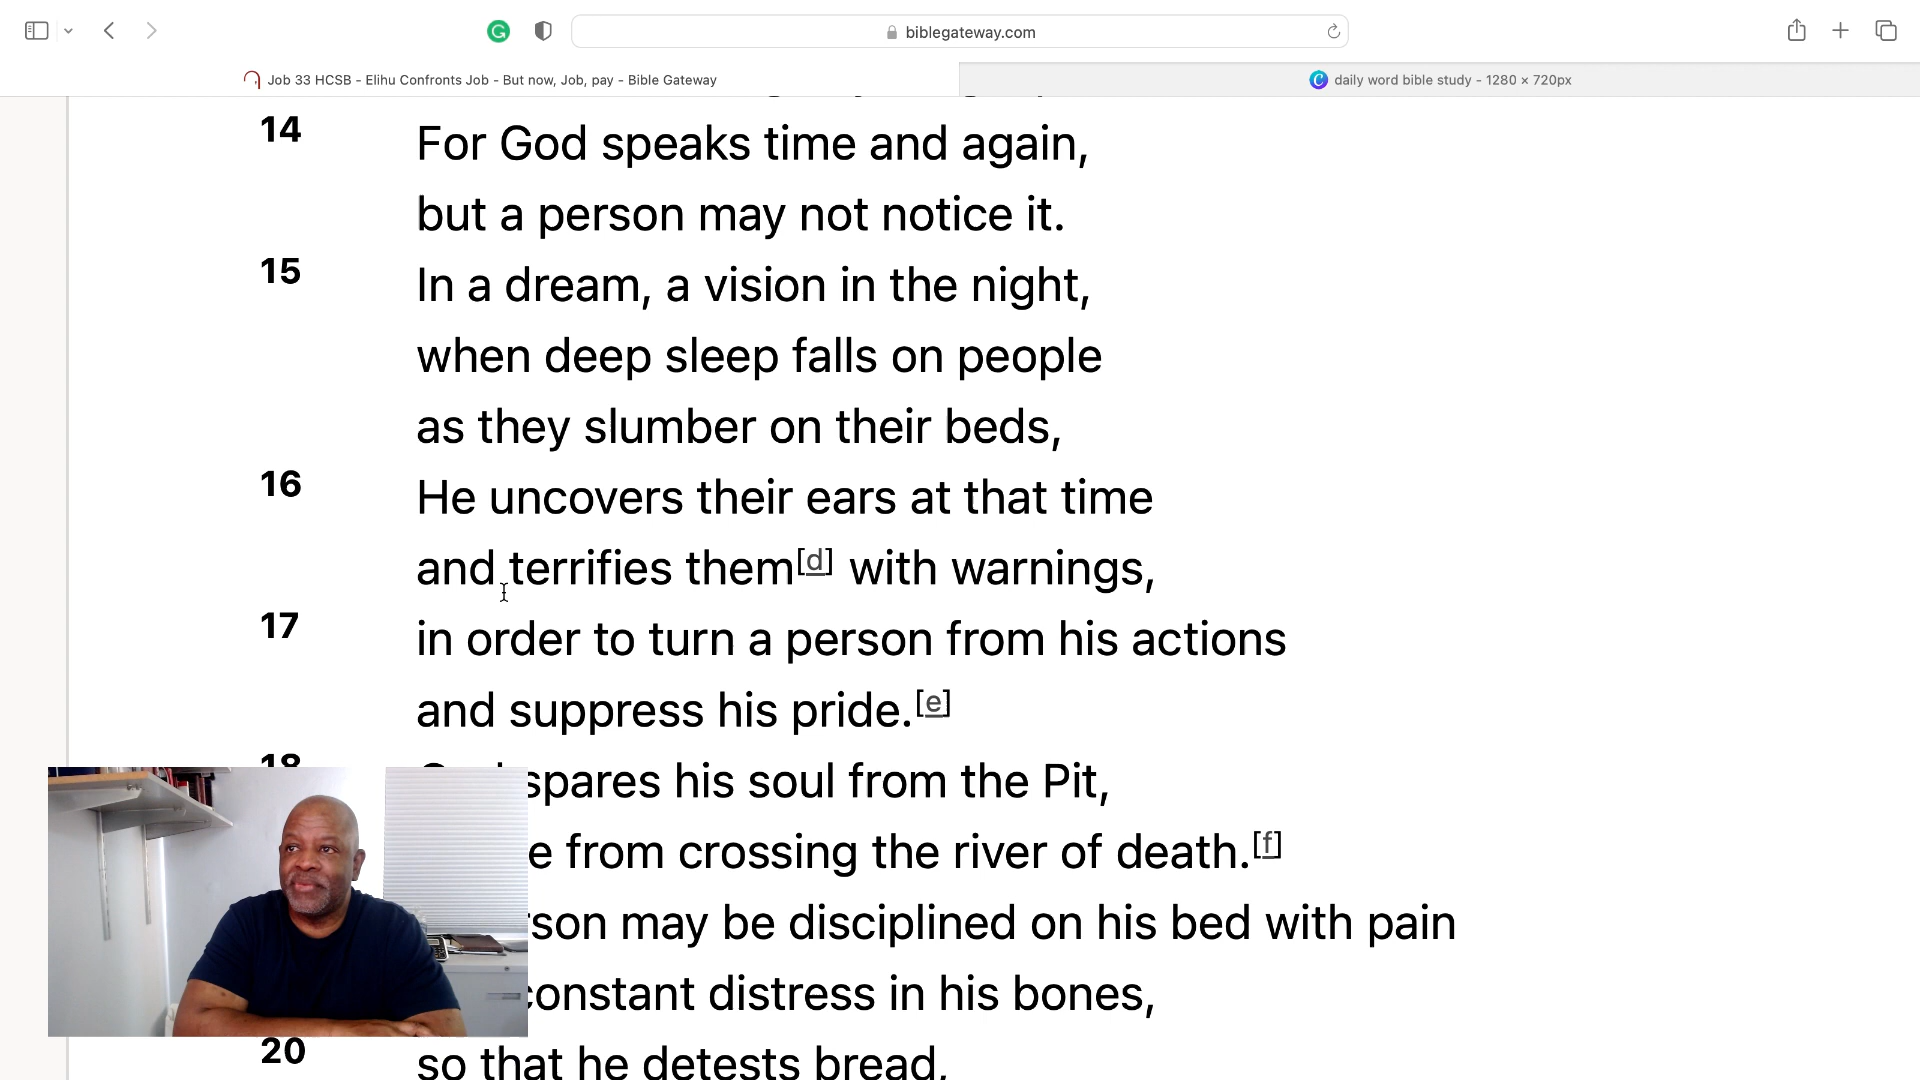 biblegateway.com
Job 33 HCSB - Elihu Confronts Job - But now, Job, pay - Bible Gateway
daily word bible study - 1280 × 720px
14 For God speaks time and again,
but a person may not notice it.
15 In a dream, a vision in the night,
when deep sleep falls on people
as they slumber on their beds,
16 He uncovers their ears at that time
and terrifies them[d] with warnings,
17 in order to turn a person from his actions
and suppress his pride.[e]
18 spares his soul from the Pit,
from crossing the river of death.[f]
may be disciplined on his bed with pain
constant distress in his bones,
20 so that he detests bread,